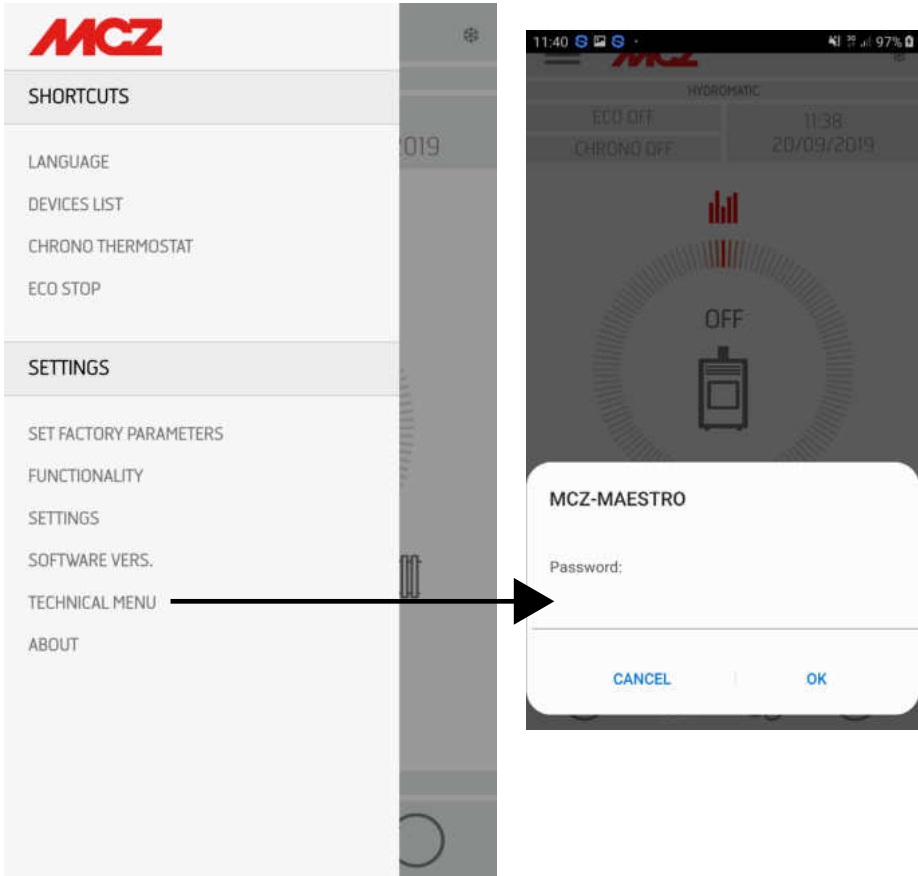 MCZ
SHORTCUTS
LANGUAGE
DEVICES LIST
CHRONO THERMOSTAT
ECO STOP
SETTINGS
SET FACTORY PARAMETERS
FUNCTIONALITY
SETTINGS
SOFTWARE VERS.
TECHNICAL MENU
ABOUT
019
11:40
97%
MCZ
HYDROMATIC
ECO OFF
CHRONO OFF
11:38
20/09/2019
OFF
MCZ-MAESTRO
Password:
CANCEL
OK